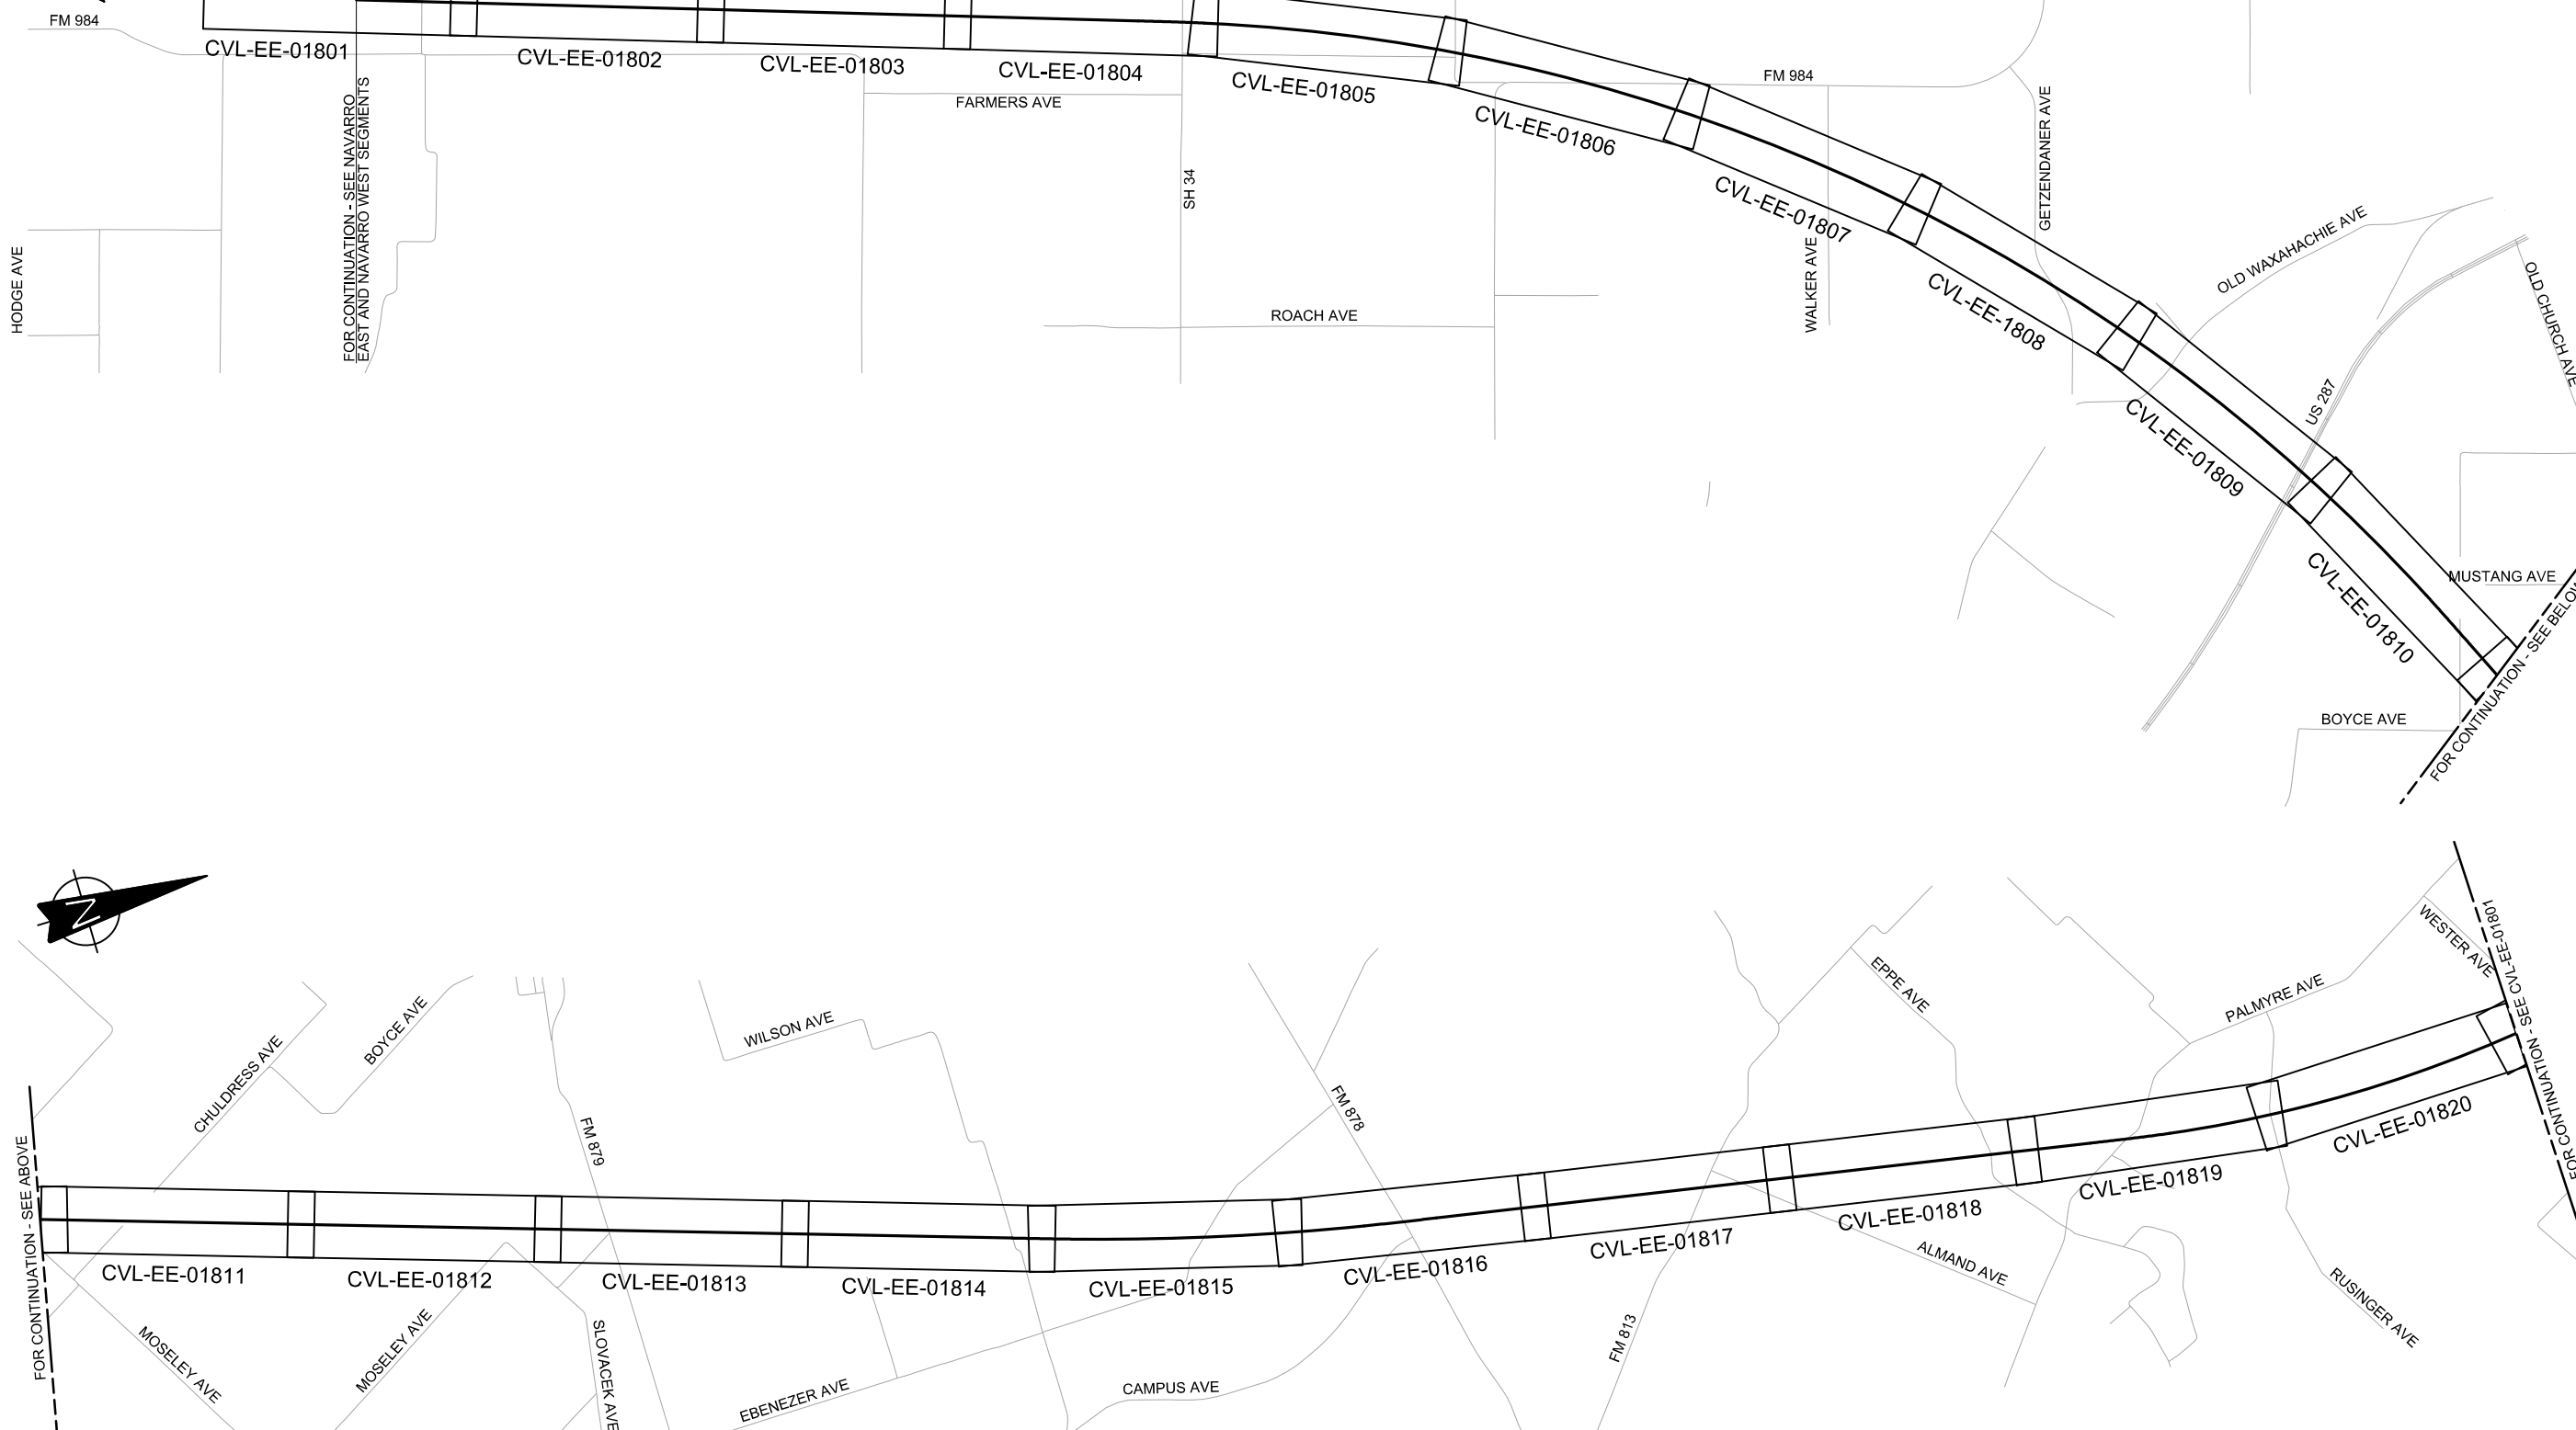 FM 984
CVL-EE-01801
CVL-EE-01802
CVL-EE-01803
CVL-EE-01804
CVL-EE-01805
CVL-EE-01806
CVL-EE-01807
CVL-EE-1808
CVL-EE-01809
CVL-EE-01810
FM 984
FARMERS AVE
HODGE AVE
FOR CONTINUATION - SEE NAVARRO
EAST AND NAVARRO WEST SEGMENTS
SH 34
ROACH AVE
WALKER AVE
GETZENDANER AVE
OLD WAXAHACHIE AVE
US 287
OLD CHURCH AVE
MUSTANG AVE
BOYCE AVE
FOR CONTINUATION - SEE BELO
N
FOR CONTINUATION - SEE ABOVE
CHULDRESS AVE
BOYCE AVE
FM 879
WILSON AVE
FM 878
EPPE AVE
PALMYRE AVE
WESTER AVE
FOR CONTINUATION - SEE CVL-EE-01801
FOR CO
CVL-EE-01811
CVL-EE-01812
CVL-EE-01813
CVL-EE-01814
CVL-EE-01815
CVL-EE-01816
CVL-EE-01817
CVL-EE-01818
CVL-EE-01819
CVL-EE-01820
MOSELEY AVE
MOSELEY AVE
SLOVACEK AVE
EBENEZER AVE
CAMPUS AVE
FM 813
ALMAND AVE
RUSINGER AVE